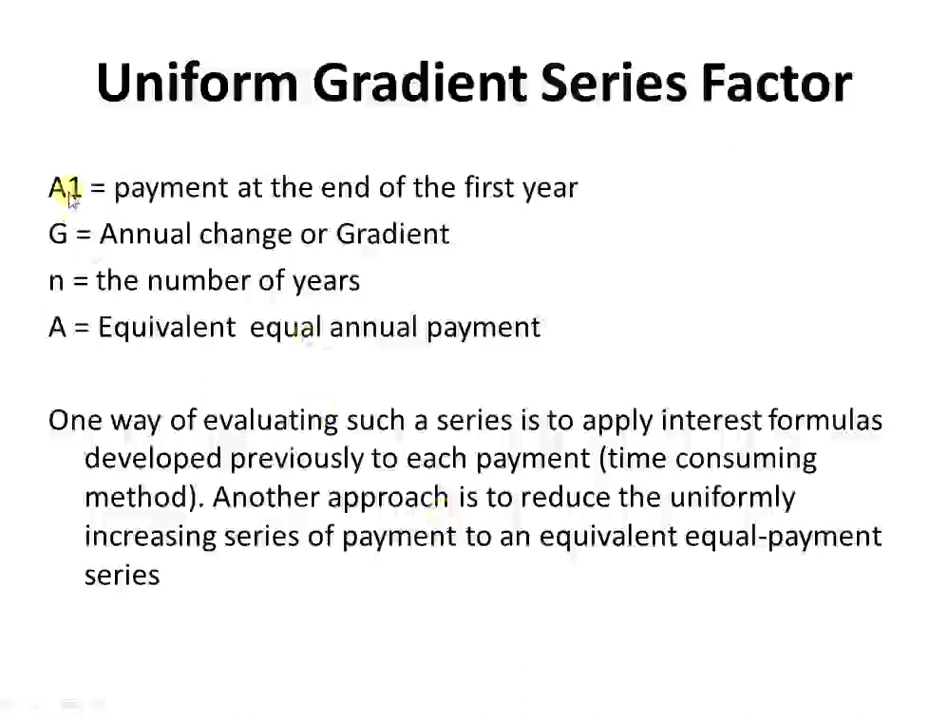 Uniform Gradient Series Factor
A1 = payment at the end of the first year
G = Annual change or Gradient
n = the number of years
A = Equivalent equal annual payment
One way of evaluating such a series is to apply interest formulas
developed previously to each payment (time consuming
method). Another approach is to reduce the uniformly
increasing series of payment to an equivalent equal-payment
series